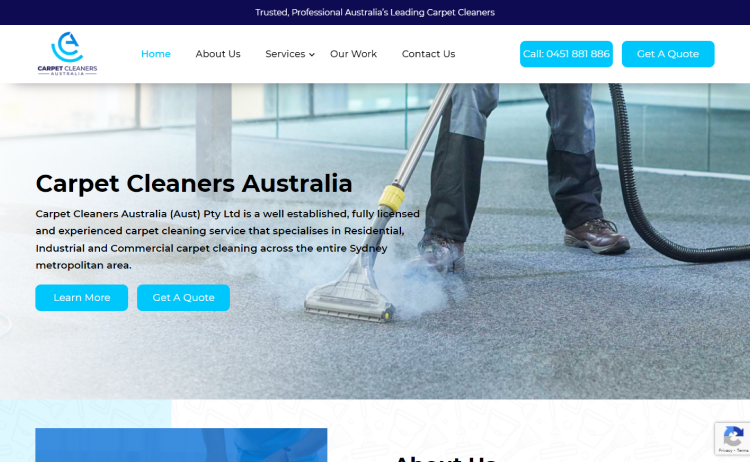 Trusted, Professional Australia's Leading Carpet Cleaners
CARPET CLEANERS
AUSTRALIA
Home
About Us
Services
Our Work
Contact Us
Call: 0451 881 886
Get A Quote
Carpet Cleaners Australia
Carpet Cleaners Australia (Aust) Pty Ltd is a well established, fully licensed
and experienced carpet cleaning service that specialises in Residential,
Industrial and Commercial carpet cleaning across the entire Sydney
metropolitan area.
Learn More
Get A Quote
About Us
Privacy - Terms